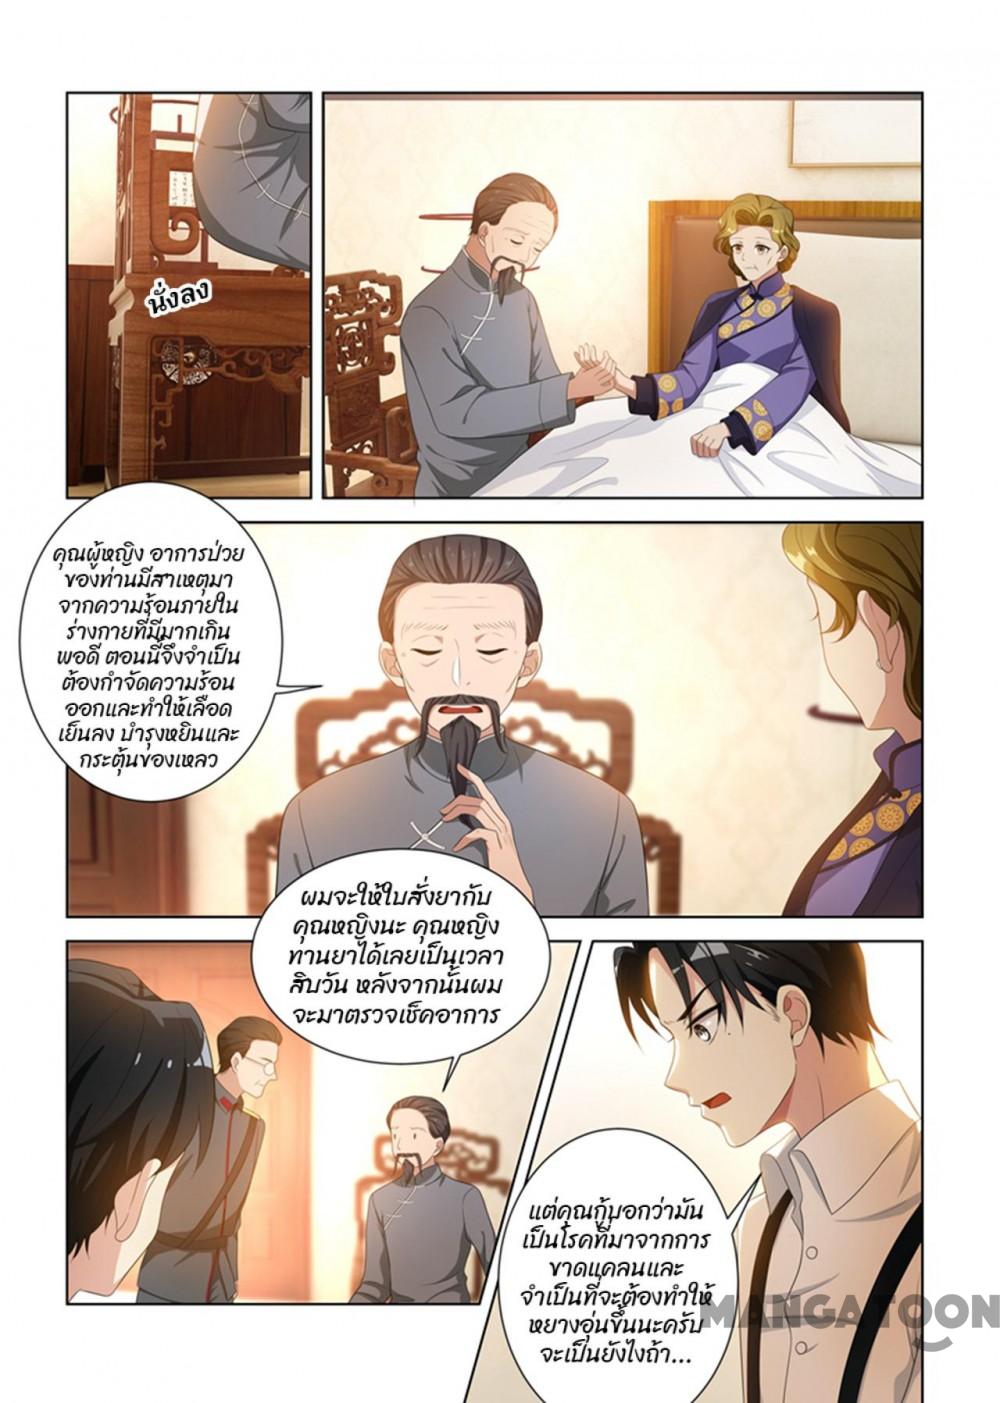 นั่งลง
คุณผู้หญิง อาการป่วย
ของท่านมีสาเหตุมา
จากความร้อนภายใน
ร่างกายที่มีมากเกิน
พอดี ตอนนี้จึงจำเป็น
ต้องกำจัดความร้อน
ออกและทำให้เลือด
เย็นลง บำรุงหยินและ
กระตุ้นของเหลว
ผมจะให้ใบสั่งยากับ
คุณหญิงนะ คุณหญิง
ทานยาได้เลยเป็นเวลา
สิบวัน หลังจากนั้นผม
จะมาตรวจเช็คอาการ
แต่คุณกู้บอกว่ามัน
เป็นโรคที่มาจากการ
ขาดแคลนและ
จำเป็นที่จะต้องทำให้
หยางอุ่นขึ้นนะครับ
จะเป็นยังไงถ้า...
MANGATOON